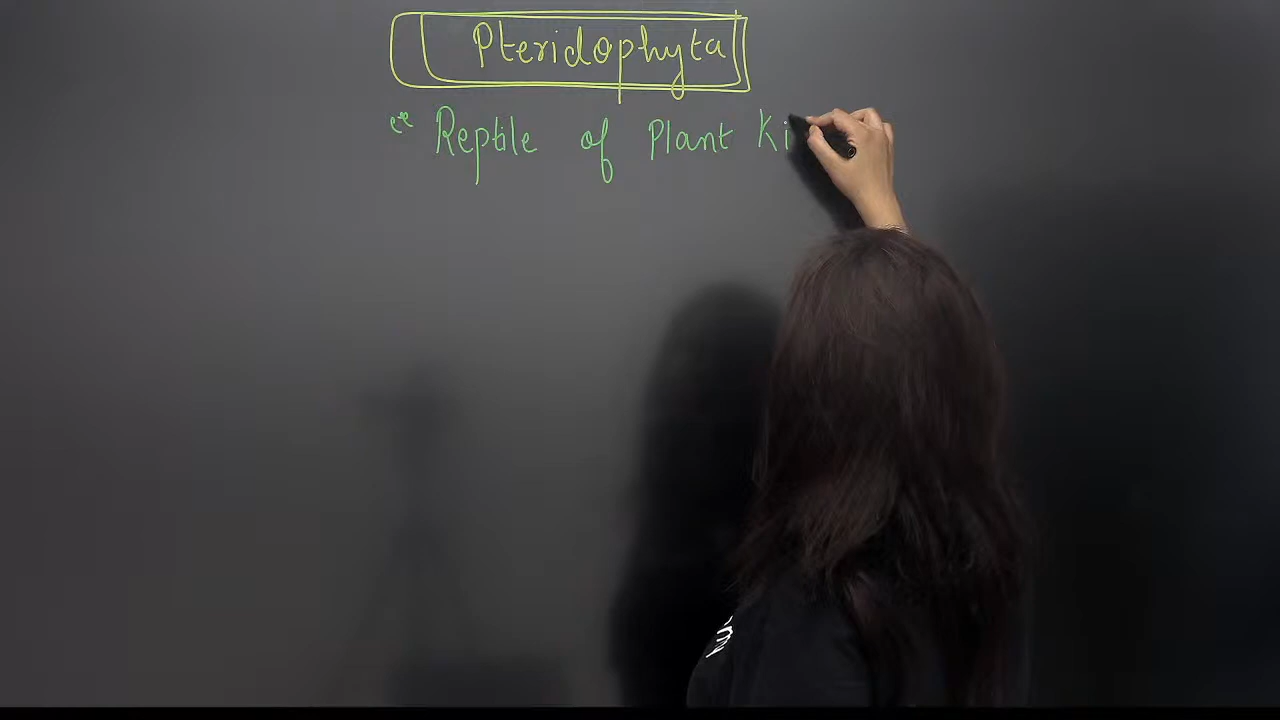 Pteridophyta
“ Reptile of Plant Ki